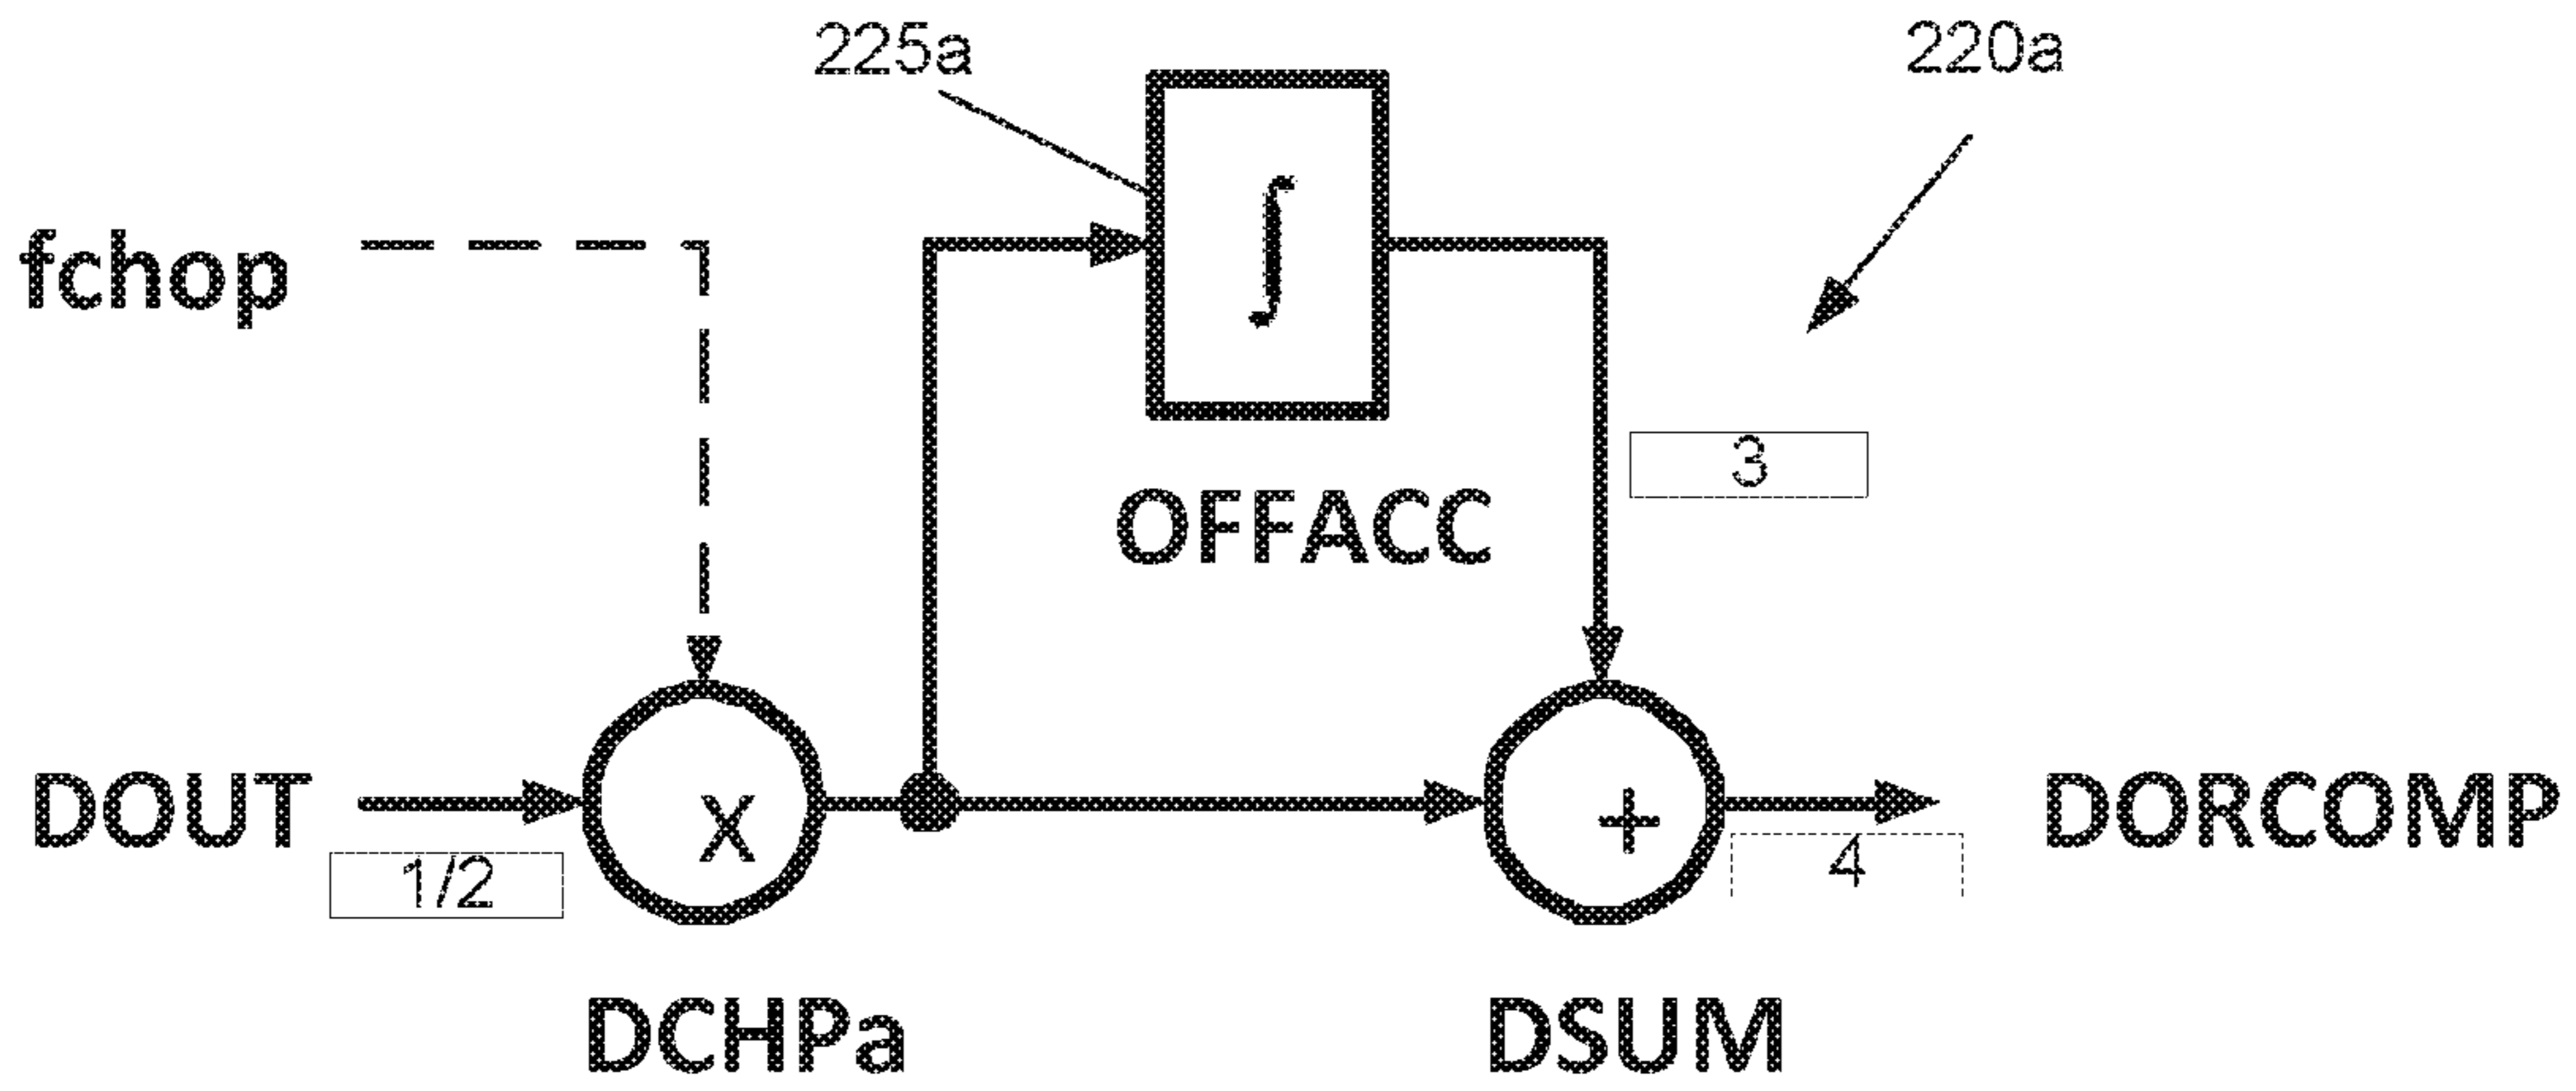 225a
220a
fchop
∫
3
OFFACC
DOUT
X
+
DORCOMP
1/2
4
DCHPa
DSUM